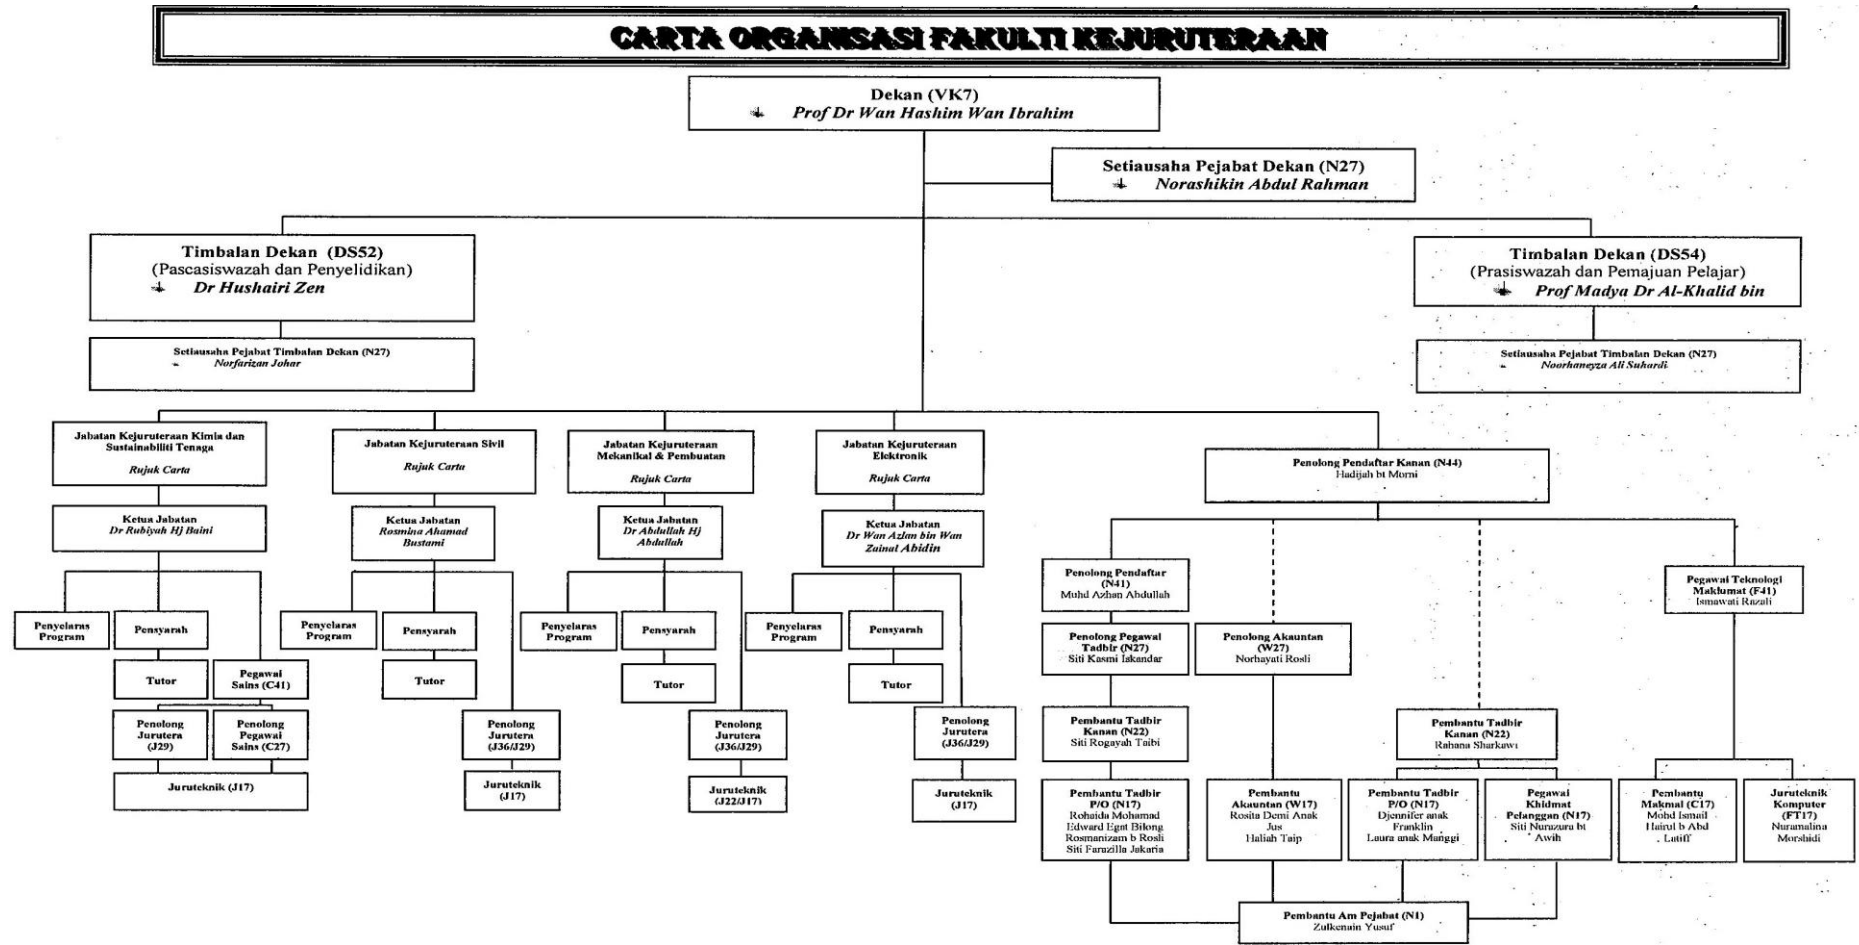 CARTA ORGANISASI FAKULTI KEJURUTERAAN
Dekan (VK7)
Prof Dr Wan Hashim Wan Ibrahim
Setiausaha Pejabat Dekan (N27)
Norashikin Abdul Rahman
Timbalan Dekan (DS52)
(Pascasiswazah dan Penyelidikan)
Dr Hushairi Zen
Timbalan Dekan (DS54)
(Prasiswazah dan Pemajuan Pelajar)
Prof Madya Dr Al-Khalid bin
Setiausaha Pejabat Timbalan Dekan (N27)
Norfarizan Johar
Setiausaha Pejabat Timbalan Dekan (N27)
Noorhaneyza Ali Suhardi
Jabatan Kejuruteraan Kimia dan
Sustainabiliti Tenaga
Rujuk Carta
Jabatan Kejuruteraan Sivil
Rujuk Carta
Jabatan Kejuruteraan
Mekanikal & Pembuatan
Rujuk Carta
Jabatan Kejuruteraan
Elektronik
Rujuk Carta
Penolong Pendaftar Kanan (N44)
Hadijah bt Morni
Ketua Jabatan
Dr Rubiyah Hj Baini
Ketua Jabatan
Rosmina Ahamad
Bustami
Ketua Jabatan
Dr Abdullah Hj
Abdullah
Ketua Jabatan
Dr Wan Azlan bin Wan
Zainal Abidin
Penolong Pendaftar
(N41)
Muhd Azhan Abdullah
Pegawai Teknologi
Maklumat (F41)
Ismawati Razali
Penyelaras
Program
Pensyarah
Penyelaras
Program
Pensyarah
Penyelaras
Program
Pensyarah
Penyelaras
Program
Pensyarah
Penolong Pegawai
Tadbir (N27)
Siti Kasmi Iskandar
Penolong Akauntan
(W27)
Norhayati Rosli
Tutor
Pegawai
Sains (C41)
Tutor
Tutor
Tutor
Penolong
Jurutera
(J29)
Penolong
Pegawai
Sains (C27)
Penolong
Jurutera
(J36/J29)
Penolong
Jurutera
(J36/J29)
Penolong
Jurutera
(J36/J29)
Pembantu Tadbir
Kanan (N22)
Siti Rogayah Taibi
Pembantu Tadbir
Kanan (N22)
Rahana Sharkawi
Juruteknik (J17)
Juruteknik
(J17)
Juruteknik
(J22/J17)
Juruteknik
(J17)
Pembantu Tadbir
P/O (N17)
Rohaida Mohamad
Edward Egat Bilong
Rosmanizam b Rosli
Siti Farazilla Jakaria
Pembantu
Akauntan (W17)
Rosita Demi Anak
Jus
Haliah Taip
Pembantu Tadbir
P/O (N17)
Djennifer anak
Franklin
Laura anak Manggi
Pegawai
Khidmat
Pelanggan (N17)
Siti Nurazura bt
Awih
Pembantu
Makmal (C17)
Mohd Ismail
Hairul b Abd
Latiff
Juruteknik
Komputer
(FT17)
Nuramalina
Morshidi
Pembantu Am Pejabat (N1)
Zulkenain Yusuf